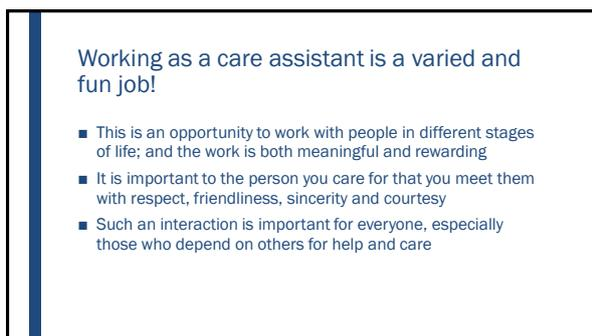 Working as a care assistant is a varied and
fun job!
■ This is an opportunity to work with people in different stages
of life; and the work is both meaningful and rewarding
■ It is important to the person you care for that you meet them
with respect, friendliness, sincerity and courtesy
■ Such an interaction is important for everyone, especially
those who depend on others for help and care